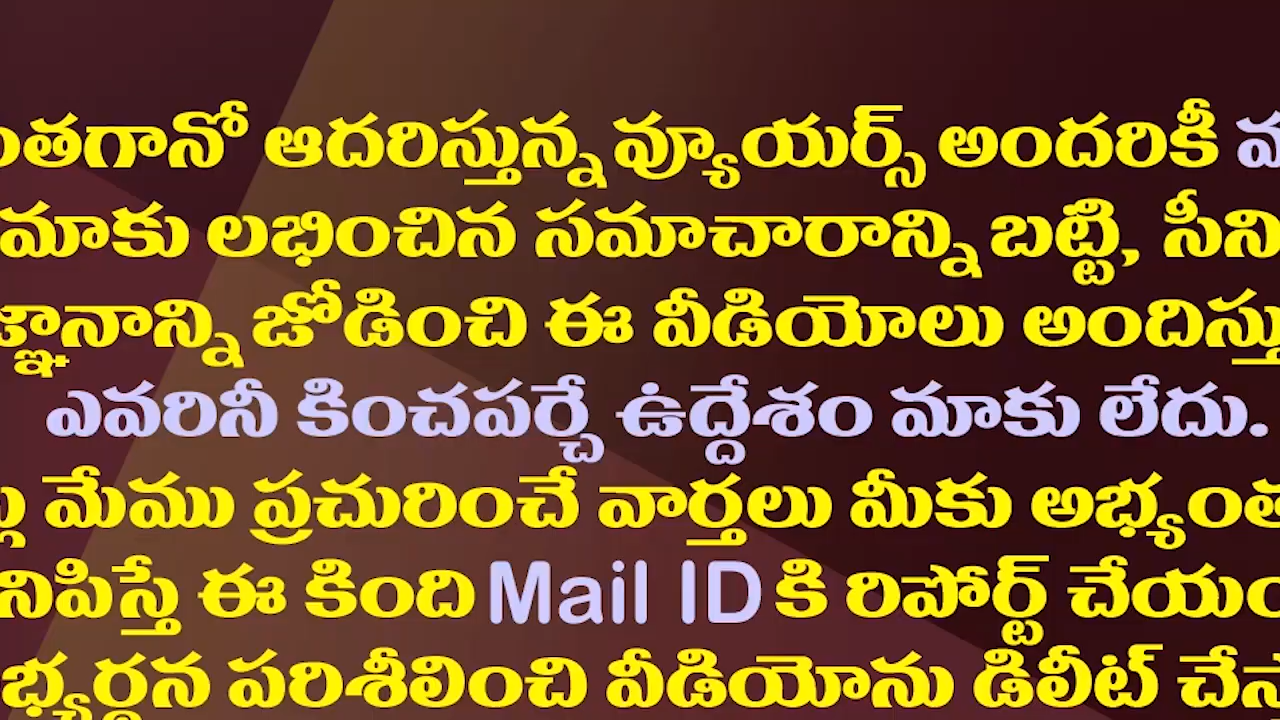 ఆదరిస్తున్న వ్యూయర్స్ అందరికీ
మాకు లభించిన సమాచారాన్ని బట్టి,
జోడించి ఈ వీడియోలు
ఎవరినీ కించపర్చే ఉద్దేశం మాకు లేదు.
మేము ప్రచురించే వార్తలు మీకు
ఈ కింది Mail ID కి రిపోర్ట్
పరిశీలించి వీడియోను డిలీట్